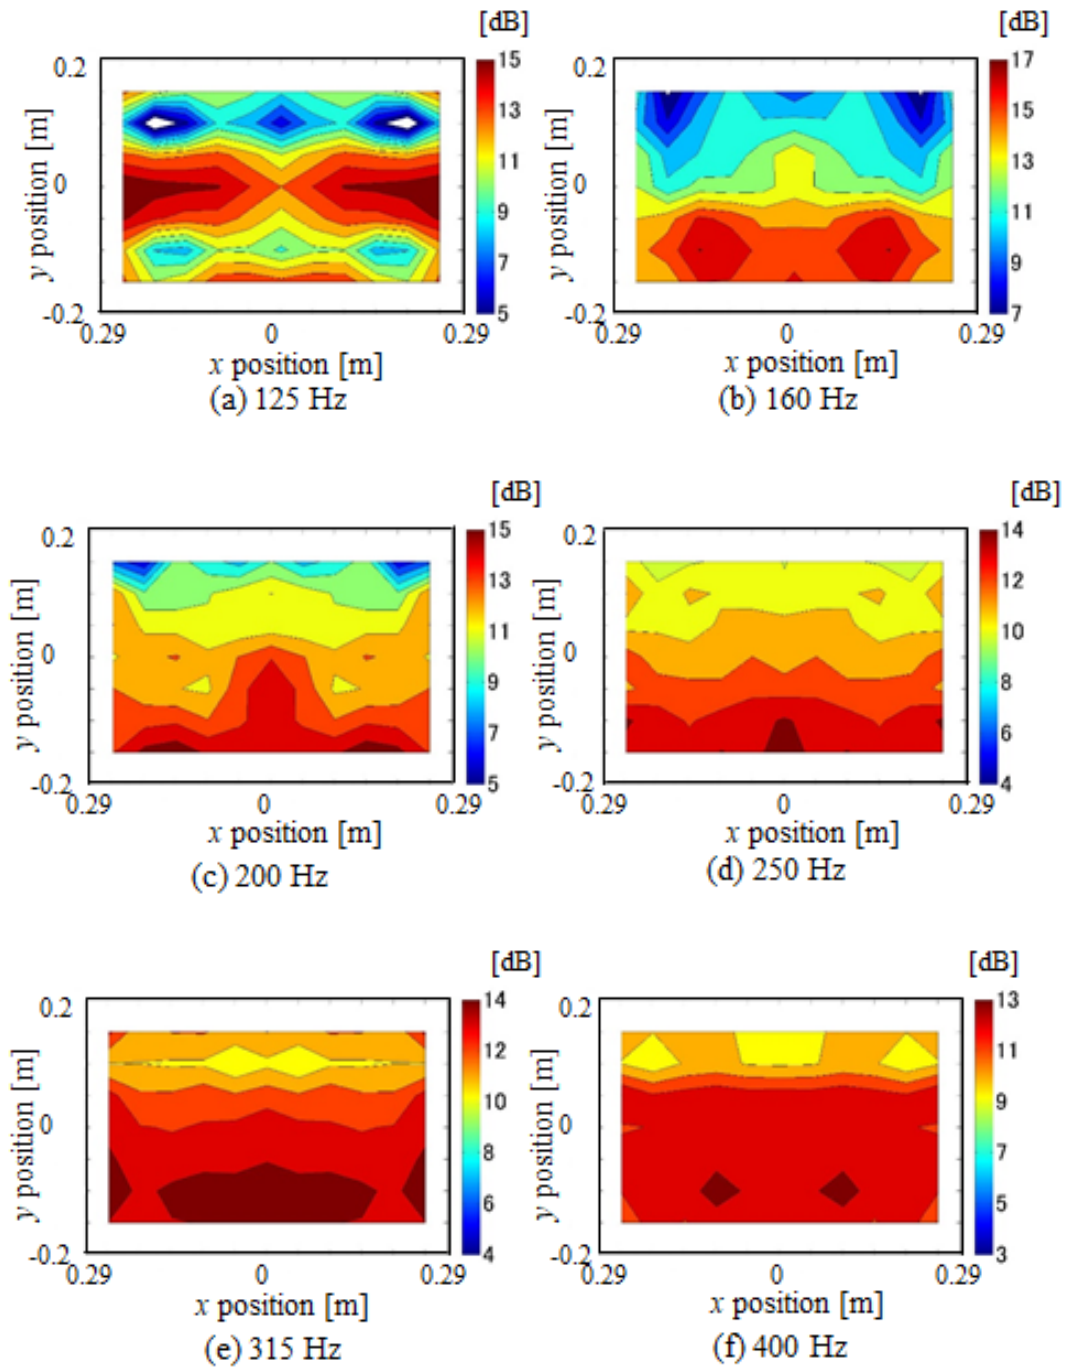 [dB] [dB]
0.2 15 0.2 17
13 15
y position [m] 0 11 y position [m] 0 13
9 11
7 9
-0.2 5 -0.2 7
0.29 0 0.29 0.29 0 0.29
x position [m] x position [m]
(a) 125 Hz (b) 160 Hz
[dB] [dB]
0.2 15 0.2 14
13 12
y position [m] 0 11 y position [m] 0 10
9 8
7 6
-0.2 5 -0.2 4
0.29 0 0.29 0.29 0 0.29
x position [m] x position [m]
(c) 200 Hz (d) 250 Hz
[dB] [dB]
0.2 14 0.2 13
12 11
y position [m] 0 10 y position [m] 0 9
8 7
6 5
-0.2 4 -0.2 3
0.29 0 0.29 0.29 0 0.29
x position [m] x position [m]
(e) 315 Hz (f) 400 Hz